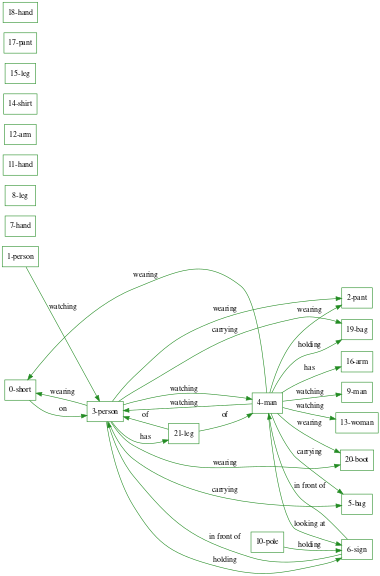 18-hand
17-pant
15-leg
14-shirt
12-arm
11-hand
8-leg
7-hand
1-person
wearing
watching
2-pant
wearing
wearing
carrying
19-bag
holding
16-arm
has
0-short
wearing
on
3-person
watching
watching
4-man
watching
9-man
watching
13-woman
of
of
has
21-leg
wearing
20-boot
wearing
carrying
carrying
5-bag
in front of
looking at
in front of
10-pole
holding
6-sign
holding